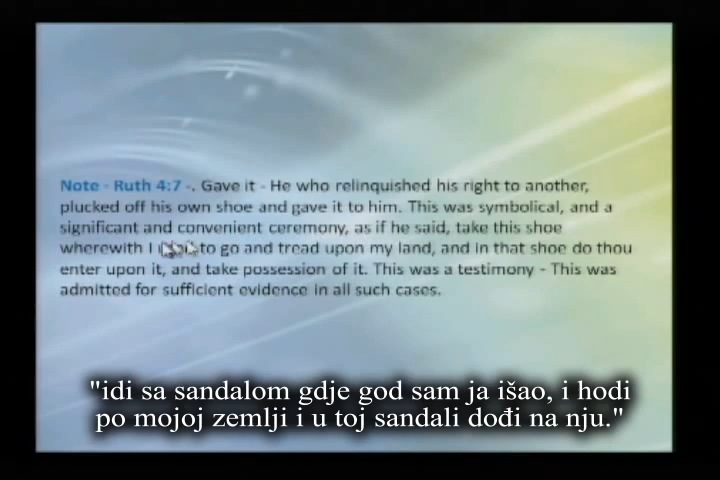 Note - Ruth 4:7 -. Gave it - He who relinquished his right to another,
plucked off his own shoe and gave it to him. This was symbolical, and a
significant and convenient ceremony, as if he said, take this shoe
wherewith I to go and tread upon my land, and in that shoe do thou
enter upon it, and take possession of it. This was a testimony - This was
admitted for sufficient evidence in all such cases.
"idi sa sandalom gdje god sam ja išao, i hodi
po mojoj zemlji i u toj sandali dođi na nju."